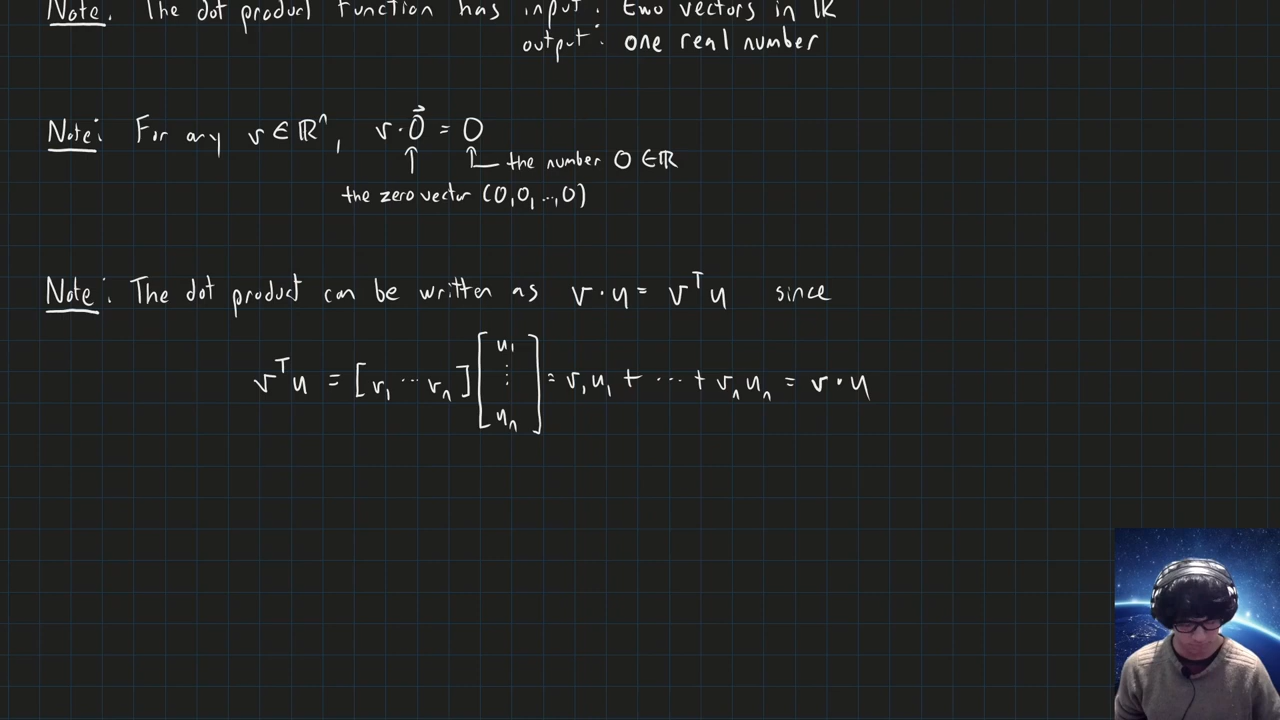 Note: The dot product function has input: two vectors in ℝ
output: one real number
Note: For any v ∈ ℝⁿ, v · 0⃗ = 0
↑ ↑ the number 0 ∈ ℝ
the zero vector (0,0,...,0)
Note: The dot product can be written as v · u = vᵀu since
vᵀu = [v₁ ... vₙ] [u₁ ⋮ uₙ] = v₁u₁ + ... + vₙuₙ = v · u